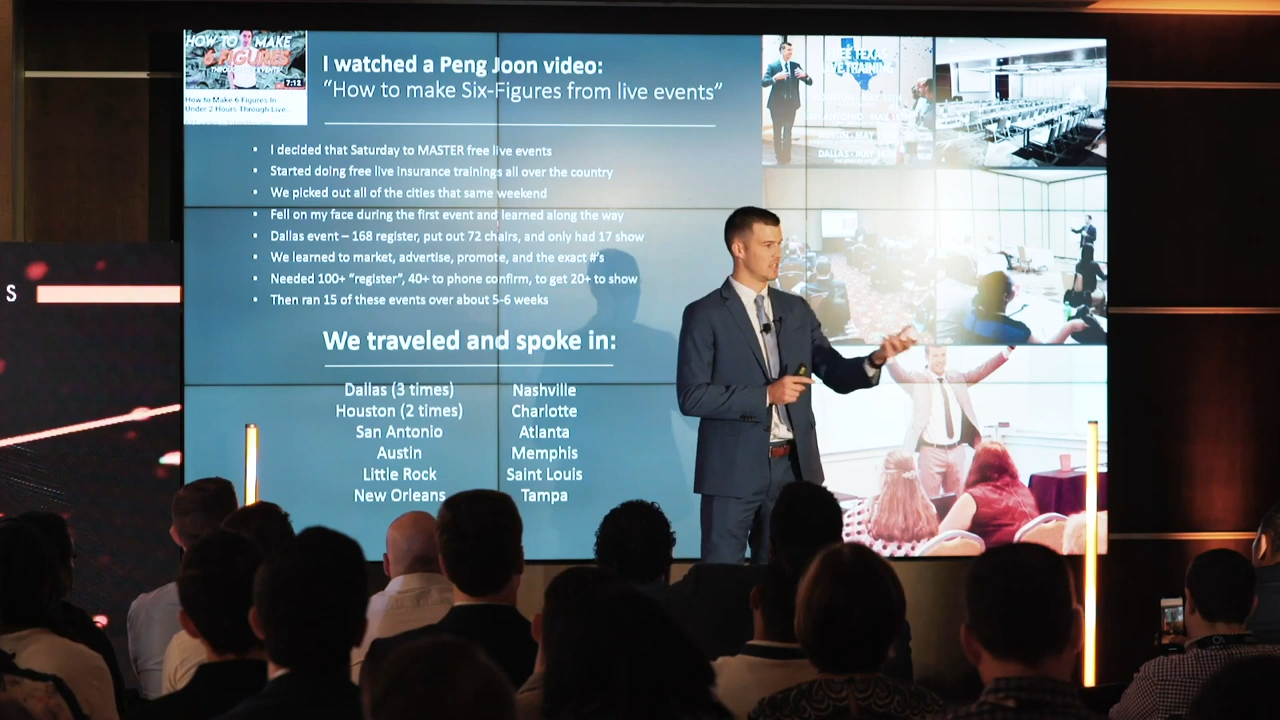 HOW TO MAKE
6 FIGURES
7:12
How to Make 6 Figures In
Under 2 Hours Through Live...
I watched a Peng Joon video:
“How to make Six-Figures from live events”
• I decided that Saturday to MASTER free live events
• Started doing free live insurance trainings all over the country
• We picked out all of the cities that same weekend
• Fell on my face during the first event and learned along the way
• Dallas event – 168 register, put out 72 chairs, and only had 17 show
• We learned to market, advertise, promote, and the exact #'s
• Needed 100+ “register”, 40+ to phone confirm, to get 20+ to show
• Then ran 15 of these events over about 5-6 weeks
We traveled and spoke in:
Dallas (3 times)
Houston (2 times)
San Antonio
Austin
Little Rock
New Orleans
Nashville
Charlotte
Atlanta
Memphis
Saint Louis
Tampa
FREE TEXAS
LIVE TRAINING
S